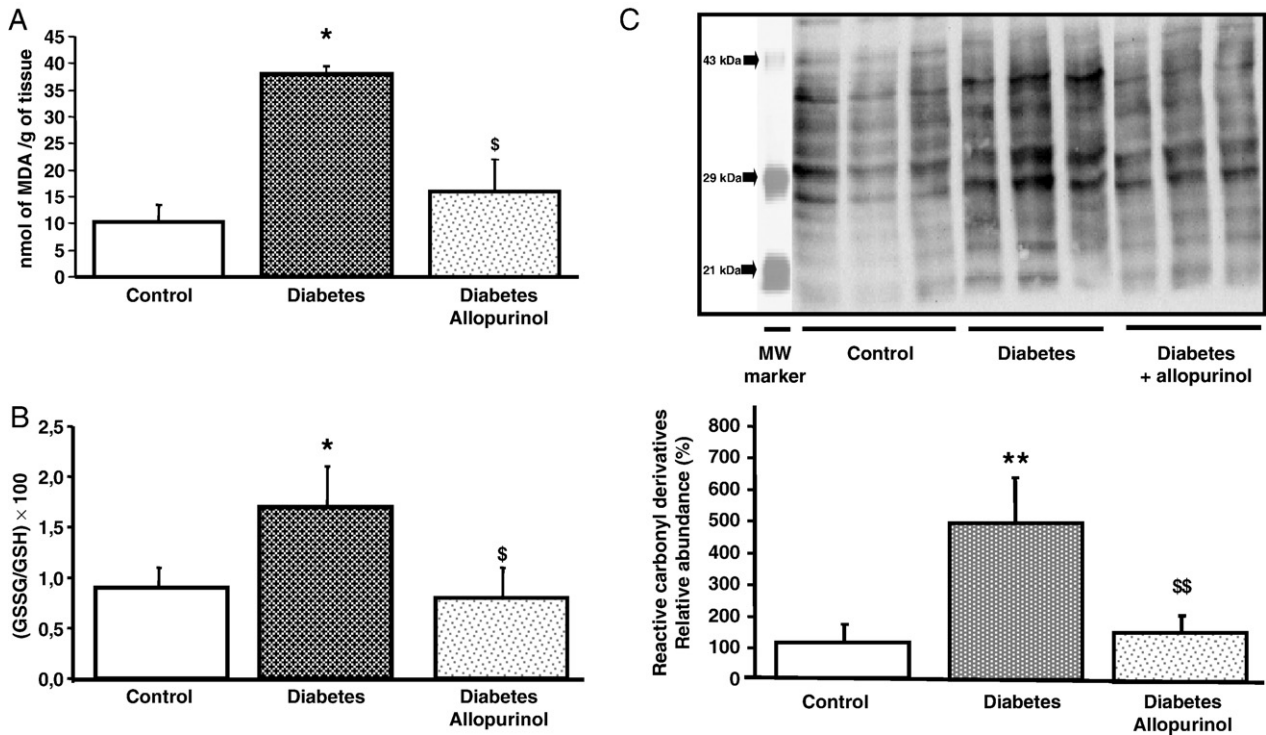 A
nmol of MDA /g of tissue
45
40
35
30
25
20
15
10
5
0
*
$
Control
Diabetes
Diabetes
Allopurinol
B
(GSSG/GSH) × 100
2,5
2,0
1,5
1,0
0,5
0,0
*
$
Control
Diabetes
Diabetes
Allopurinol
C
43 kDa
29 kDa
21 kDa
MW
marker
Control
Diabetes
Diabetes
+ allopurinol
Reactive carbonyl derivatives
Relative abundance (%)
800
700
600
500
400
300
200
100
0
**
$$
Control
Diabetes
Diabetes
Allopurinol